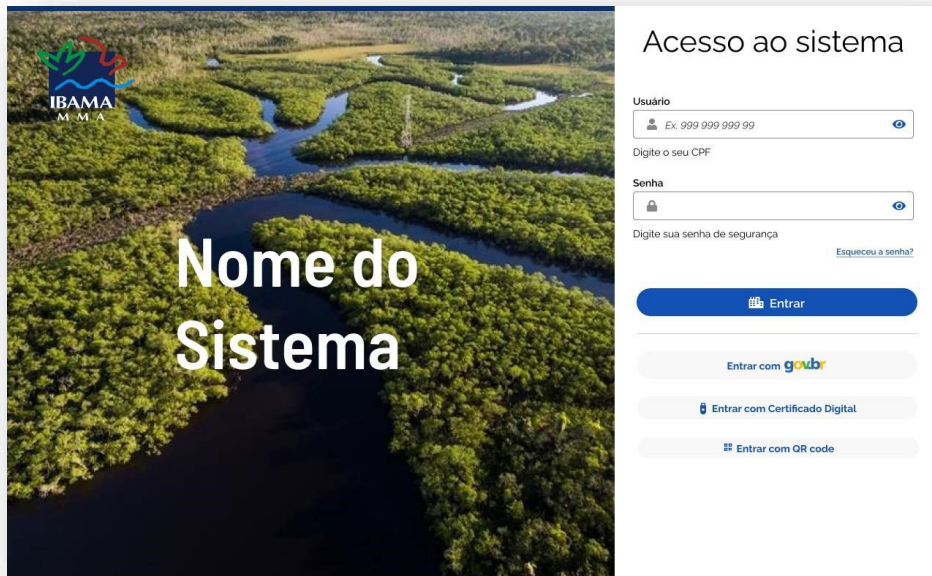 IBAMA
M M A
Nome do
Sistema
Acesso ao sistema
Usuário
Ex. 999 999 999 99
Digite o seu CPF
Senha
Digite sua senha de segurança
Esqueceu a senha?
Entrar
Entrar com gov.br
Entrar com Certificado Digital
Entrar com QR code